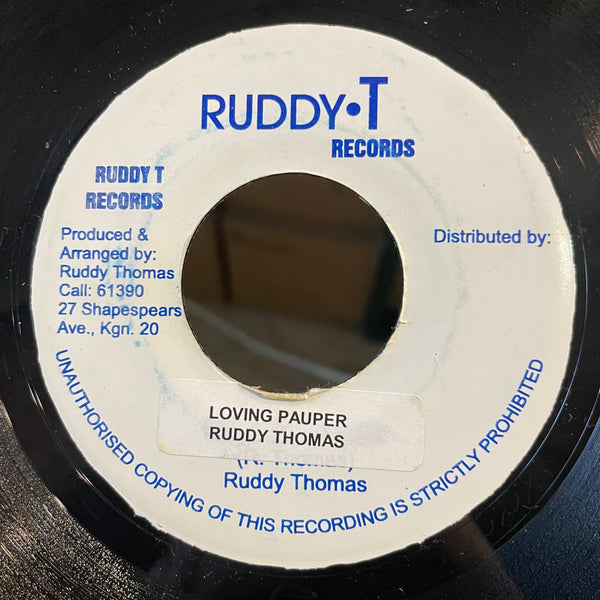 RUDDY•T
RECORDS
RUDDY T
RECORDS
Produced &
Arranged by:
Ruddy Thomas
Call: 61390
27 Shapespears
Ave., Kgn. 20
Distributed by:
LOVING PAUPER
RUDDY THOMAS
(R. Thomas)
Ruddy Thomas
UNAUTHORISED COPYING OF THIS RECORDING IS STRICTLY PROHIBITED